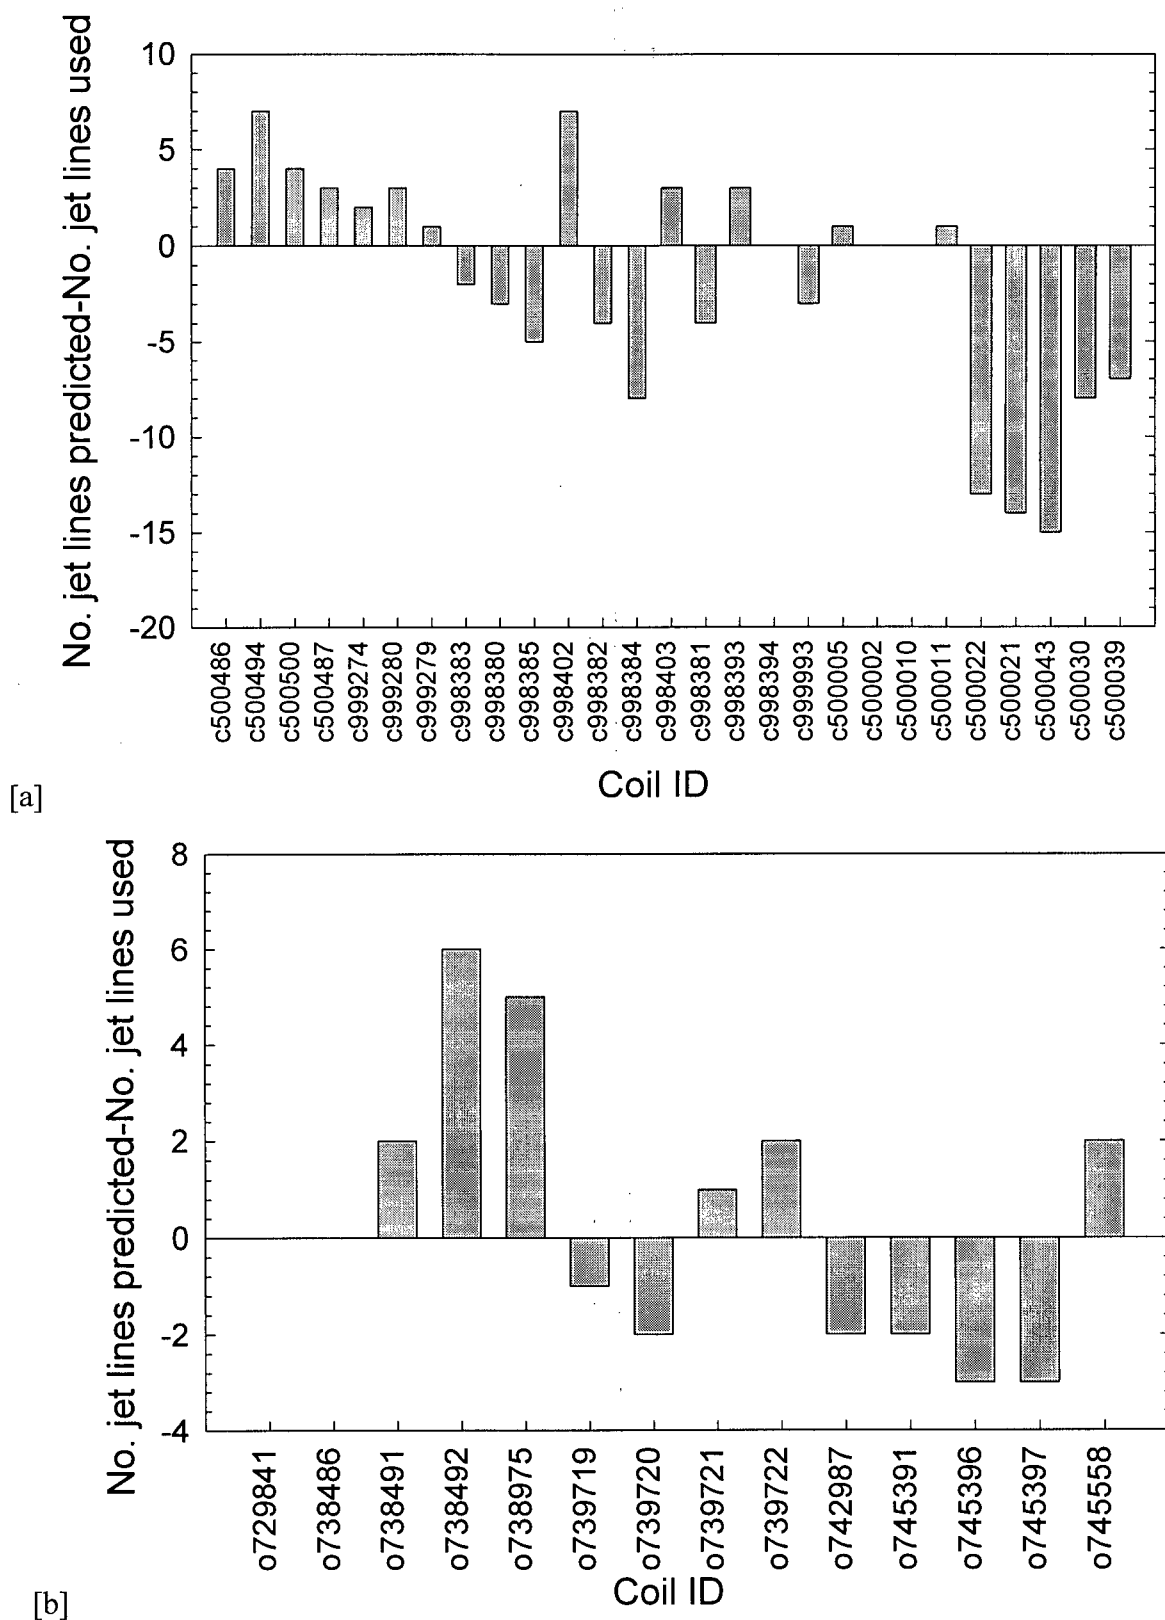 No. jet lines predicted-No. jet lines used
10
5
0
-5
-10
-15
-20
c500486
c500494
c500500
c500487
c999274
c999280
c999279
c998383
c998380
c998385
c998402
c998382
c998384
c998403
c998381
c998393
c998394
c999993
c500005
c500002
c500010
c500011
c500022
c500021
c500043
c500030
c500039
Coil ID
[a]
No. jet lines predicted-No. jet lines used
8
6
4
2
0
-2
-4
o729841
o738486
o738491
o738492
o738975
o739719
o739720
o739721
o739722
o742987
o745391
o745396
o745397
o745558
Coil ID
[b]